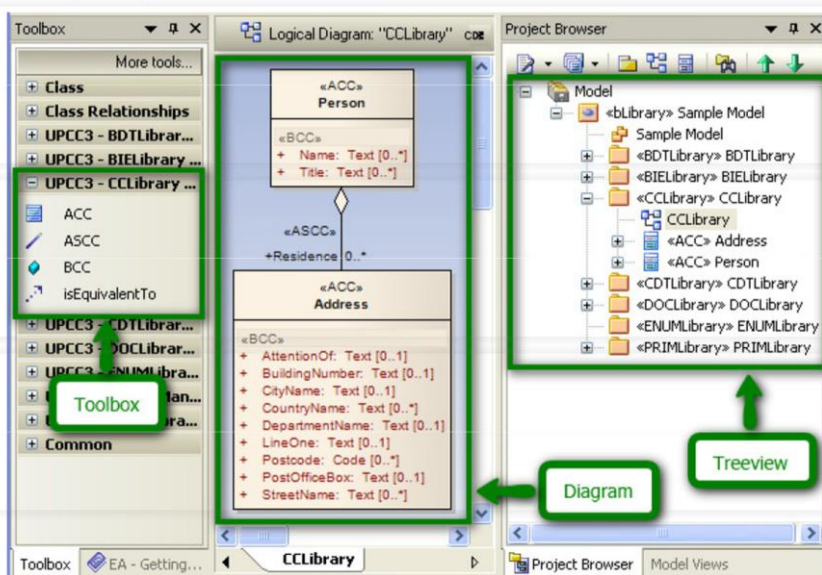 Toolbox
More tools...
Class
Class Relationships
UPCC3 - BDTLibrar...
UPCC3 - BIELibrary ...
UPCC3 - CCLibrary ...
ACC
ASCC
BCC
isEquivalentTo
UPCC3 - CDTLibrar...
UPCC3 - DOCLibrar...
UPCC3 - ENUMLibra...
Common
Toolbox
Toolbox
EA - Getting...
Logical Diagram: "CCLibrary"
«ACC»
Person
«BCC»
+ Name: Text [0..*]
+ Title: Text [0..*]
«ASCC»
+Residence 0..*
«ACC»
Address
«BCC»
+ AttentionOf: Text [0..1]
+ BuildingNumber: Text [0..1]
+ CityName: Text [0..1]
+ CountryName: Text [0..*]
+ DepartmentName: Text [0..1]
+ LineOne: Text [0..1]
+ Postcode: Code [0..*]
+ PostOfficeBox: Text [0..1]
+ StreetName: Text [0..*]
Diagram
CCLibrary
Project Browser
Model
«bLibrary» Sample Model
Sample Model
«BDTLibrary» BDTLibrary
«BIELibrary» BIELibrary
«CCLibrary» CCLibrary
CCLibrary
«ACC» Address
«ACC» Person
«CDTLibrary» CDTLibrary
«DOCLibrary» DOCLibrary
«ENUMLibrary» ENUMLibrary
«PRIMLibrary» PRIMLibrary
Treeview
Project Browser
Model Views